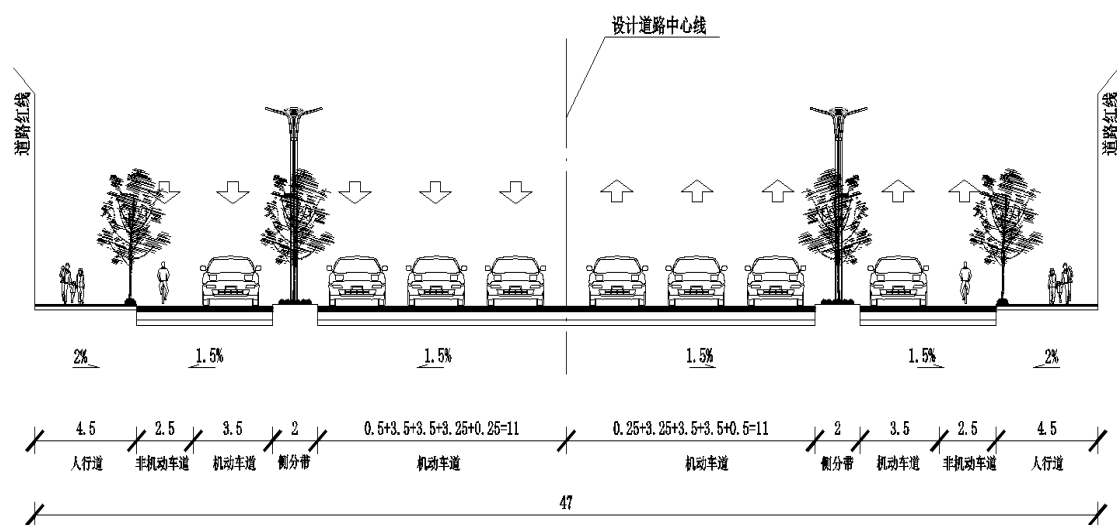 设计道路中心线
道路红线
道路红线
2% 1.5% 1.5% 1.5% 1.5% 2%
4.5 2.5 3.5 2 0.5+3.5+3.5+3.25+0.25=11 0.25+3.25+3.5+3.5+0.5=11 2 3.5 2.5 4.5
人行道 非机动车道 机动车道 侧分带 机动车道 机动车道 侧分带 机动车道 非机动车道 人行道
47